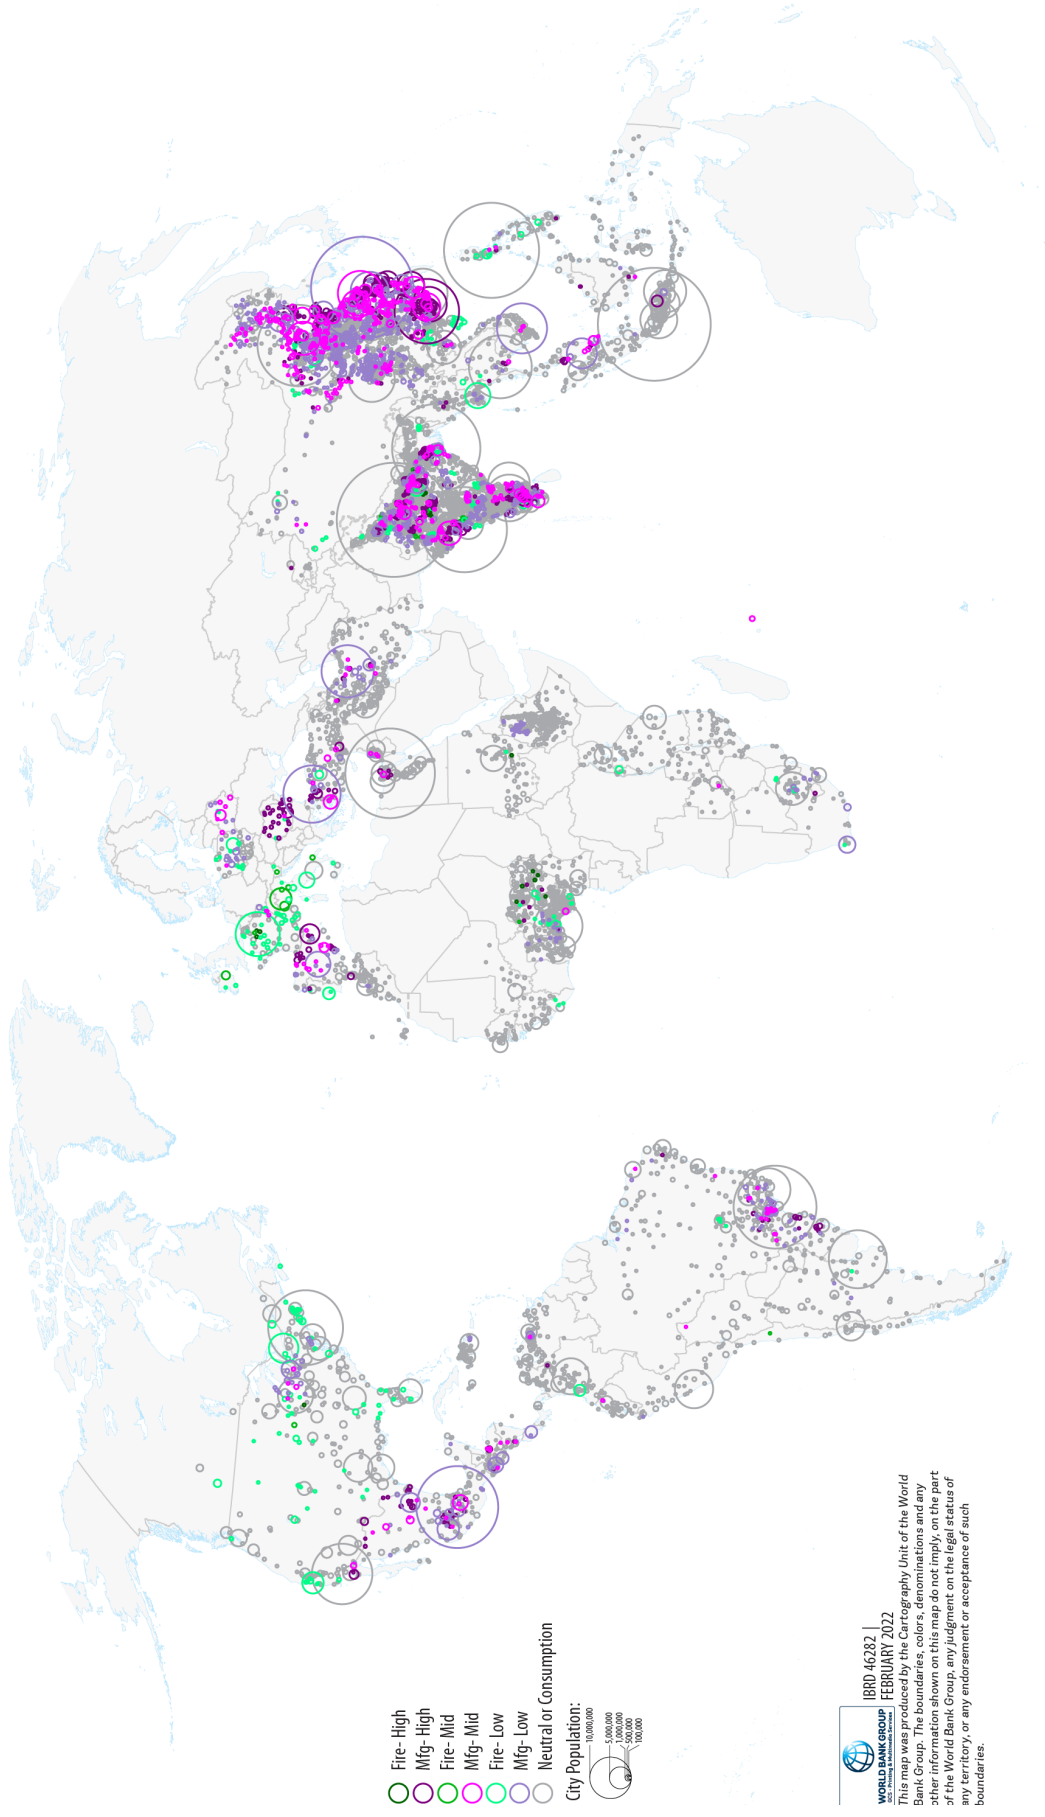 Fire- High
Mfg- High
Fire- Mid
Mfg- Mid
Fire- Low
Mfg- Low
Neutral or Consumption
City Population:
10,000,000
5,000,000
1,000,000
500,000
100,000
WORLD BANK GROUP
GCS - Printing & Multimedia Services
IBRD 46282 |
FEBRUARY 2022
This map was produced by the Cartography Unit of the World
Bank Group. The boundaries, colors, denominations and any
other information shown on this map do not imply, on the part
of the World Bank Group, any judgment on the legal status of
any territory, or any endorsement or acceptance of such
boundaries.